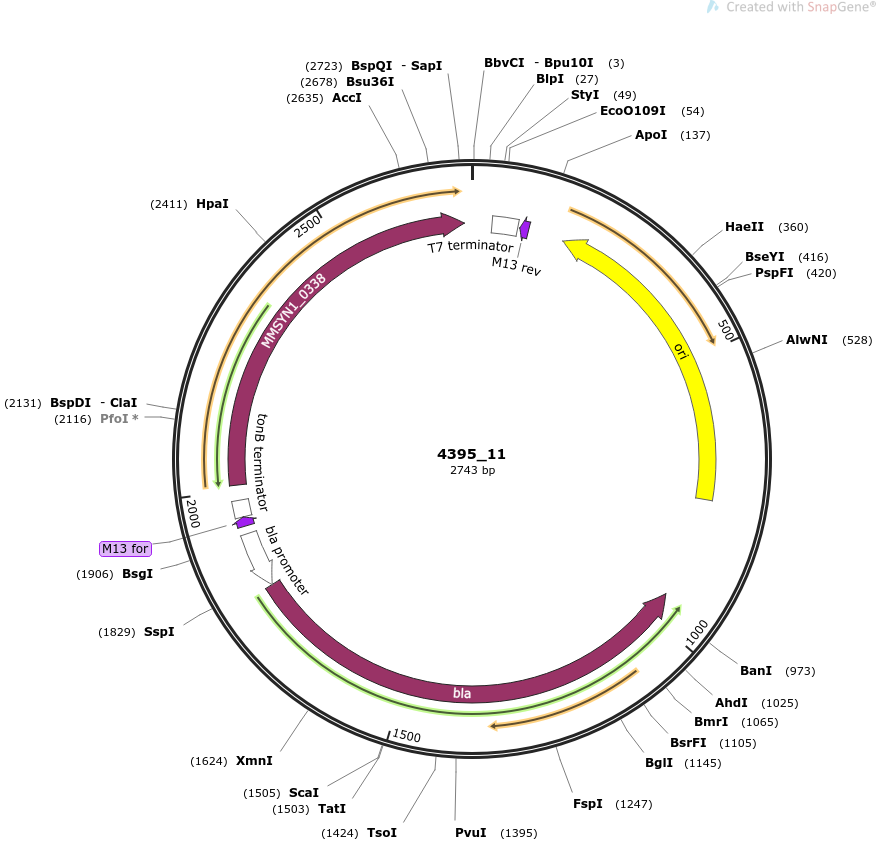 Created with SnapGene®
(2723) BspQI - SapI
(2678) Bsu36I
(2635) AccI
BbvCI - Bpu10I (3)
BlpI (27)
StyI (49)
EcoO109I (54)
ApoI (137)
(2411) HpaI
2500
T7 terminator
M13 rev
HaeII (360)
BseYI (416)
PspFI (420)
500
AlwNI (528)
MMSYN1_0338
ori
(2131) BspDI - ClaI
(2116) PfoI *
tonB terminator
4395_11
2743 bp
2000
M13 for
bla promoter
(1906) BsgI
(1829) SspI
1000
BanI (973)
AhdI (1025)
BmrI (1065)
BsrFI (1105)
BglI (1145)
bla
1500
(1624) XmnI
(1505) ScaI
(1503) TatI
(1424) TsoI
PvuI (1395)
FspI (1247)